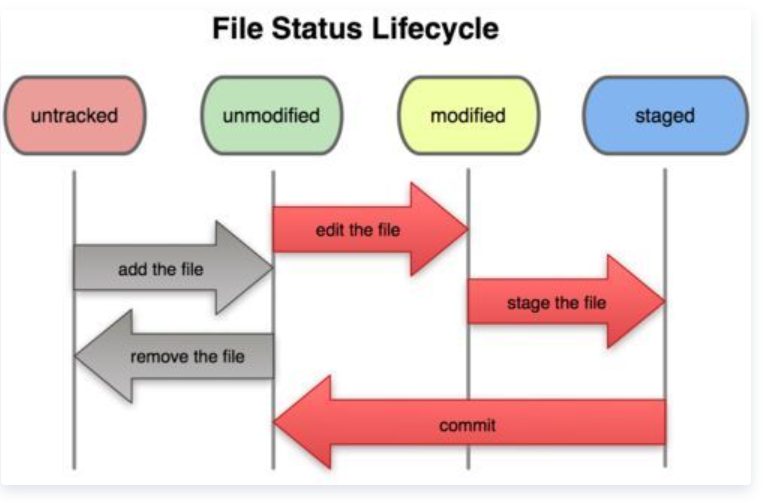 File Status Lifecycle
untracked
unmodified
modified
staged
edit the file
add the file
stage the file
remove the file
commit